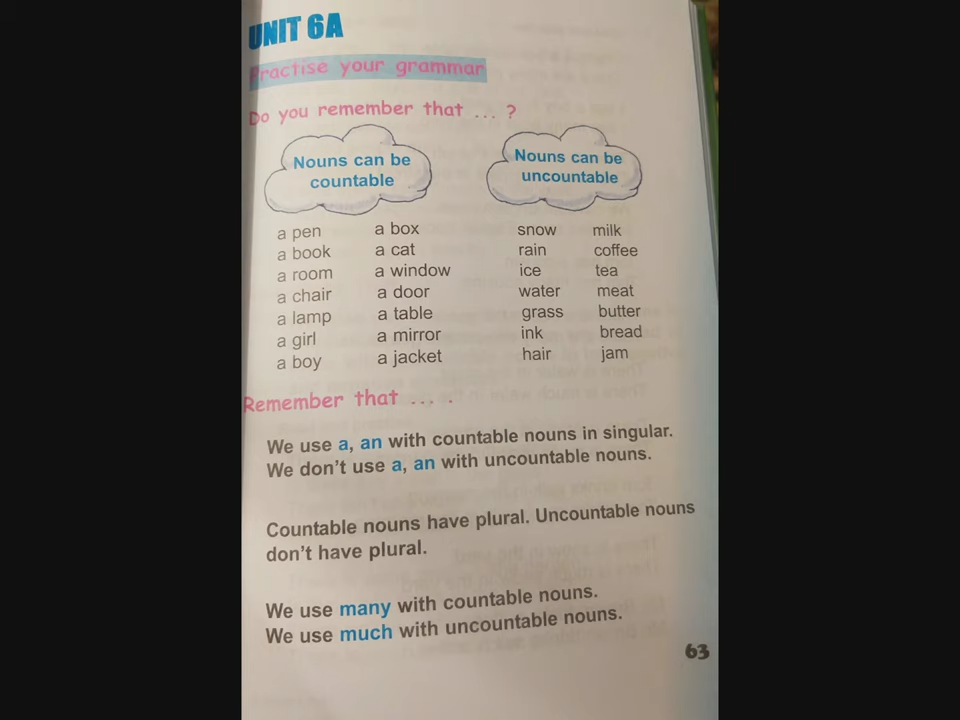 UNIT 6A
Practise your grammar
Do you remember that ... ?
Nouns can be
countable
Nouns can be
uncountable
a pen a box snow milk
a book a cat rain coffee
a room a window ice tea
a chair a door water meat
a lamp a table grass butter
a girl a mirror ink bread
a boy a jacket hair jam
Remember that .... .
We use a, an with countable nouns in singular.
We don't use a, an with uncountable nouns.
Countable nouns have plural. Uncountable nouns
don't have plural.
We use many with countable nouns.
We use much with uncountable nouns.
63